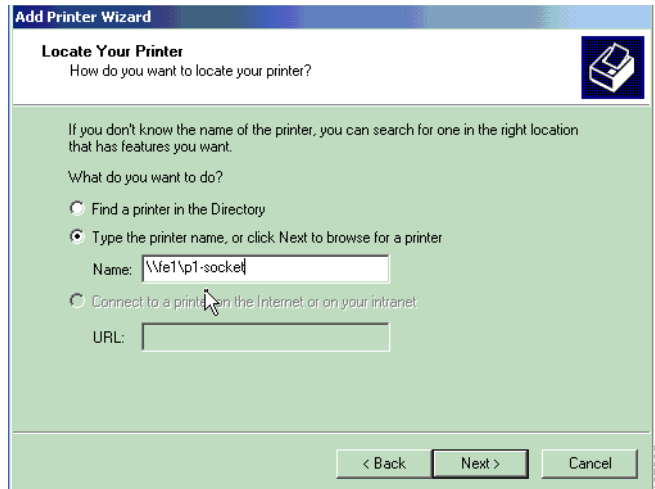 Add Printer Wizard
Locate Your Printer
How do you want to locate your printer?
If you don't know the name of the printer, you can search for one in the right location
that has features you want.
What do you want to do?
Find a printer in the Directory
Type the printer name, or click Next to browse for a printer
Name: \\fe1\p1-socket
Connect to a printer on the Internet or on your intranet
URL:
< Back Next > Cancel